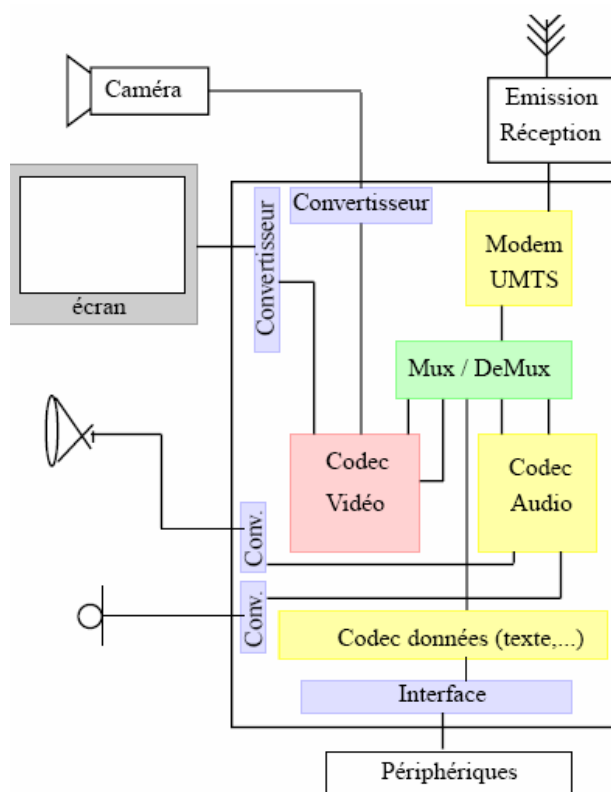 Caméra
Emission
Réception
Convertisseur
Convertisseur
écran
Modem
UMTS
Mux / DeMux
Codec
Vidéo
Codec
Audio
Conv.
Conv.
Codec données (texte,...)
Interface
Périphériques